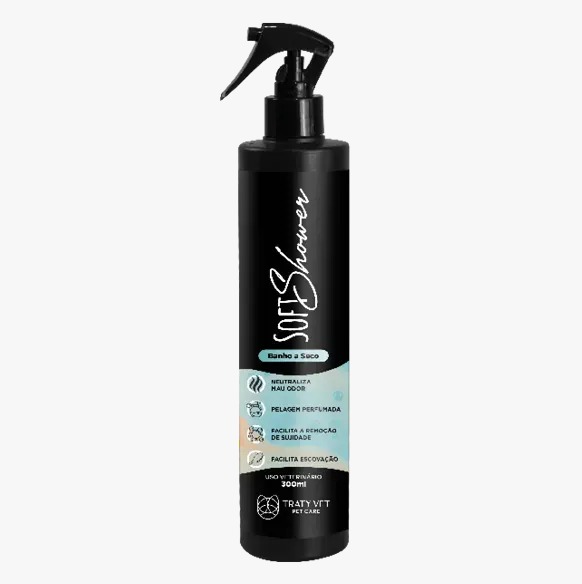 SOFT Shower
Banho a Seco
NEUTRALIZA
MAU ODOR
PELAGEM PERFUMADA
FACILITA A REMOÇÃO
DE SUJIDADE
FACILITA ESCOVAÇÃO
USO VETERINÁRIO
300ml
TRATY VET
PET CARE